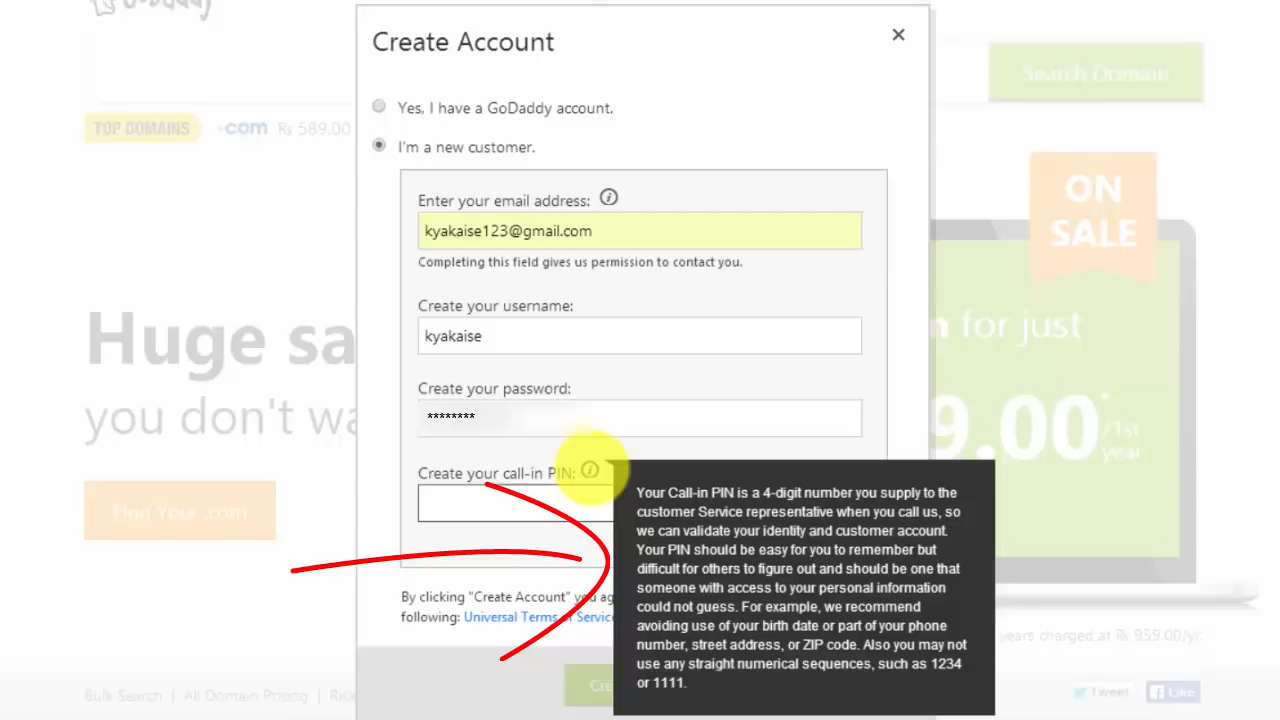 GoDaddy
Create Account
Search Domain
Yes, I have a GoDaddy account.
TOP DOMAINS .com Rs 589.00
I'm a new customer.
ON
SALE
Enter your email address:
kyakaise123@gmail.com
Completing this field gives us permission to contact you.
Create your username:
kyakaise
Huge sa
for just
Create your password:
********
you don't wa
9.00*
/1st
year
Create your call-in PIN:
Find Your .com
Your Call-in PIN is a 4-digit number you supply to the
customer Service representative when you call us, so
we can validate your identity and customer account.
Your PIN should be easy for you to remember but
difficult for others to figure out and should be one that
someone with access to your personal information
could not guess. For example, we recommend
avoiding use of your birth date or part of your phone
number, street address, or ZIP code. Also you may not
use any straight numerical sequences, such as 1234
or 1111.
By clicking "Create Account" you ag
following: Universal Terms of Service
years charged at Rs 959.00/yr.
Cre
Bulk Search | All Domain Pricing |
Tweet
Like